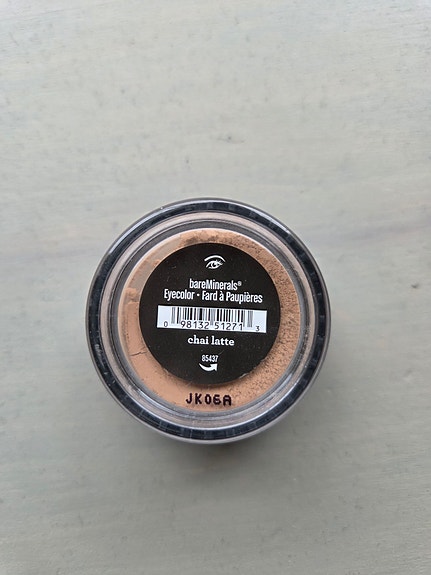 bareMinerals®
Eyecolor • Fard à Paupières
0 98132 51271 3
chai latte
85437
JK06A